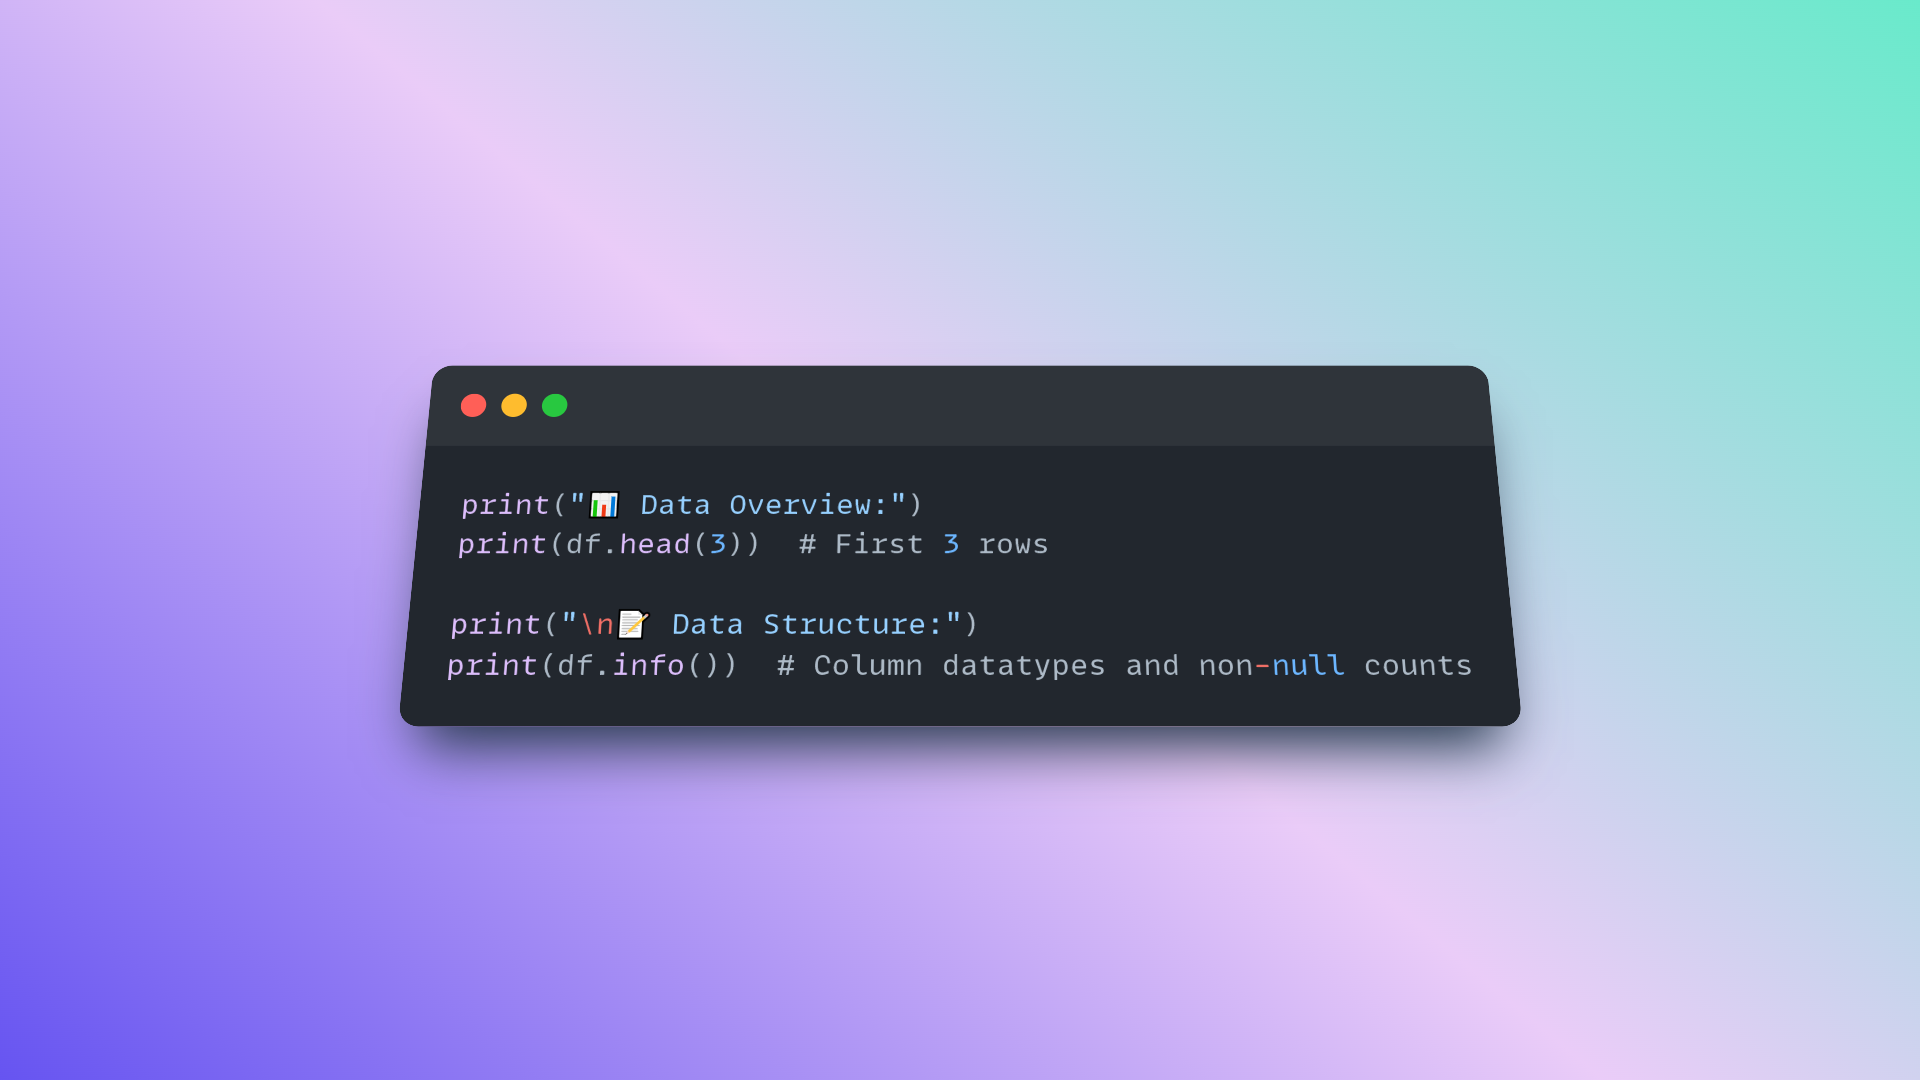 print("📊 Data Overview:")
print(df.head(3))  # First 3 rows

print("\n📝 Data Structure:")
print(df.info())  # Column datatypes and non-null counts